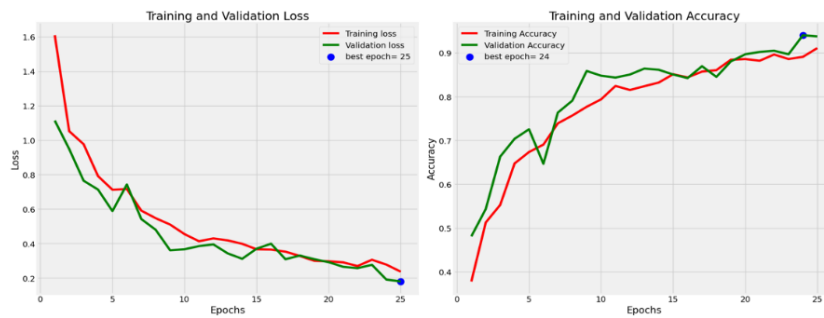 Training and Validation Loss
Training loss
Validation loss
best epoch= 25
1.6
1.4
1.2
1.0
0.8
0.6
0.4
0.2
Loss
0 5 10 15 20 25
Epochs
Training and Validation Accuracy
Training Accuracy
Validation Accuracy
best epoch= 24
0.9
0.8
0.7
0.6
0.5
0.4
Accuracy
0 5 10 15 20 25
Epochs